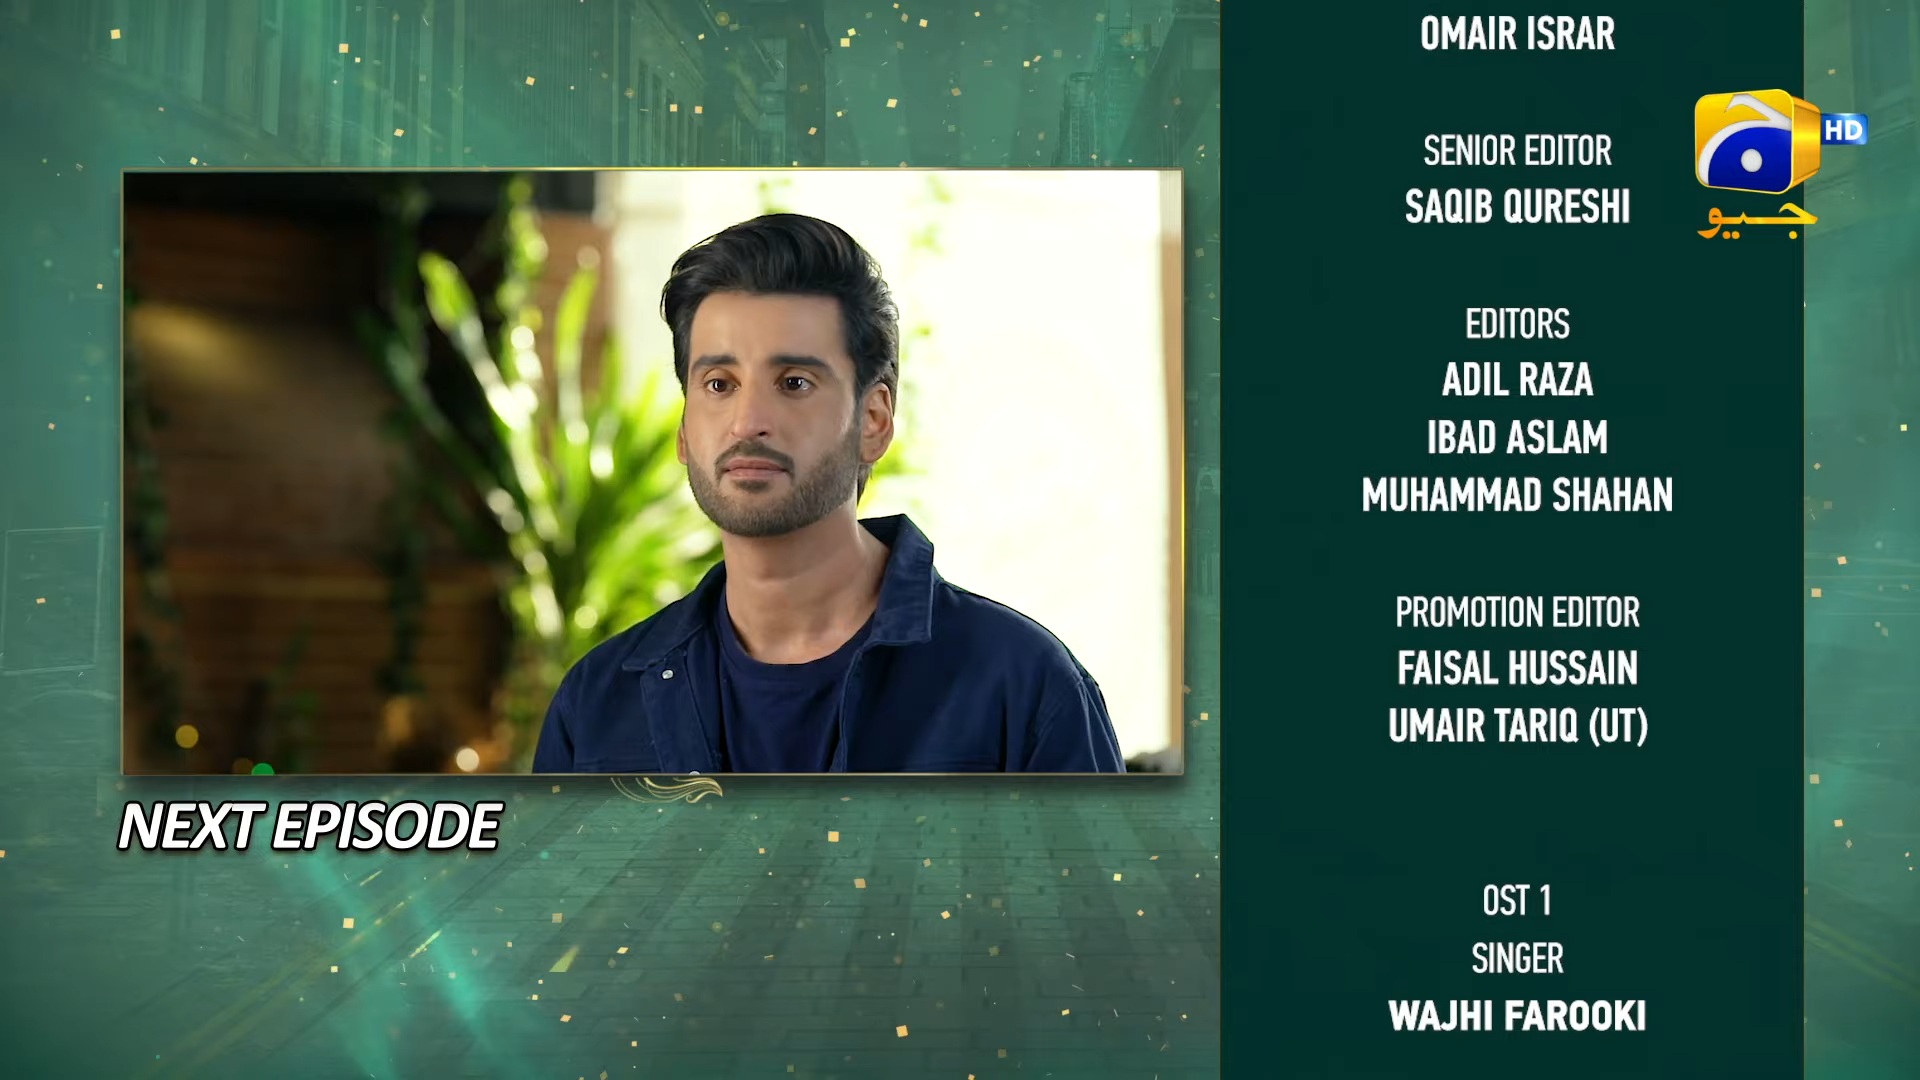 OMAIR ISRAR
SENIOR EDITOR
SAQIB QURESHI
HD
جیو
EDITORS
ADIL RAZA
IBAD ASLAM
MUHAMMAD SHAHAN
PROMOTION EDITOR
FAISAL HUSSAIN
UMAIR TARIQ (UT)
NEXT EPISODE
OST 1
SINGER
WAJHI FAROOKI